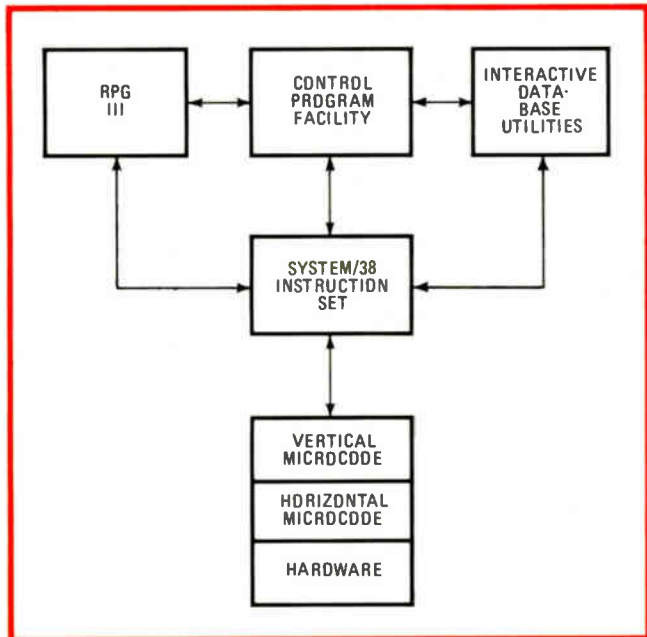 RPG
III
CONTROL
PROGRAM
FACILITY
INTERACTIVE
DATA-
BASE
UTILITIES
SYSTEM/38
INSTRUCTION
SET
VERTICAL
MICROCODE
HORIZONTAL
MICROCODE
HARDWARE